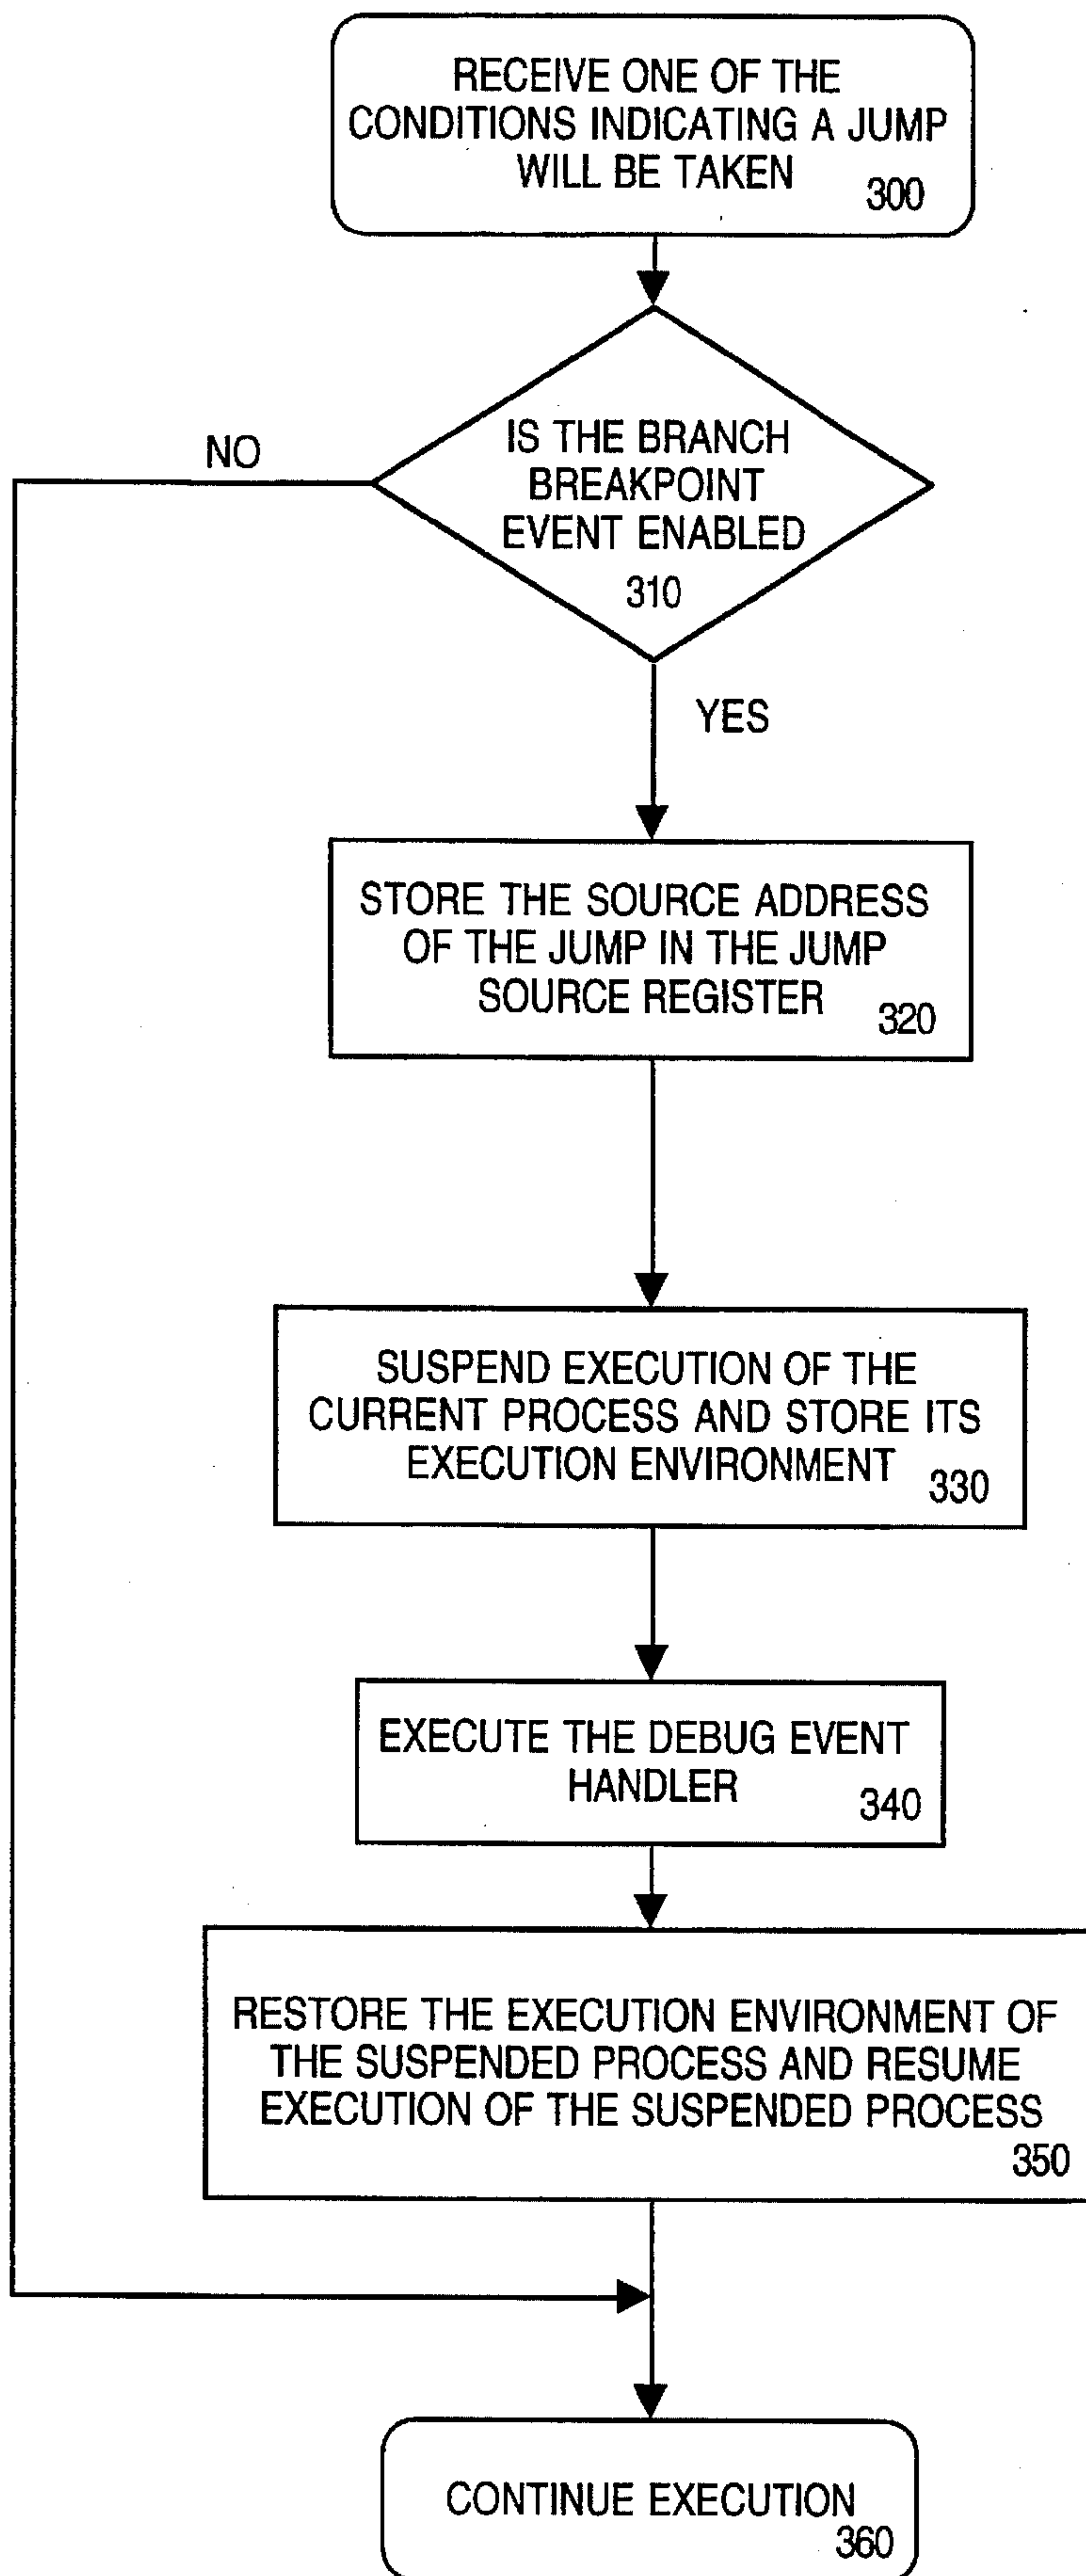 RECEIVE ONE OF THE
CONDITIONS INDICATING A JUMP
WILL BE TAKEN
300
IS THE BRANCH
BREAKPOINT
EVENT ENABLED
310
NO
YES
STORE THE SOURCE ADDRESS
OF THE JUMP IN THE JUMP
SOURCE REGISTER
320
SUSPEND EXECUTION OF THE
CURRENT PROCESS AND STORE ITS
EXECUTION ENVIRONMENT
330
EXECUTE THE DEBUG EVENT
HANDLER
340
RESTORE THE EXECUTION ENVIRONMENT OF
THE SUSPENDED PROCESS AND RESUME
EXECUTION OF THE SUSPENDED PROCESS
350
CONTINUE EXECUTION
360